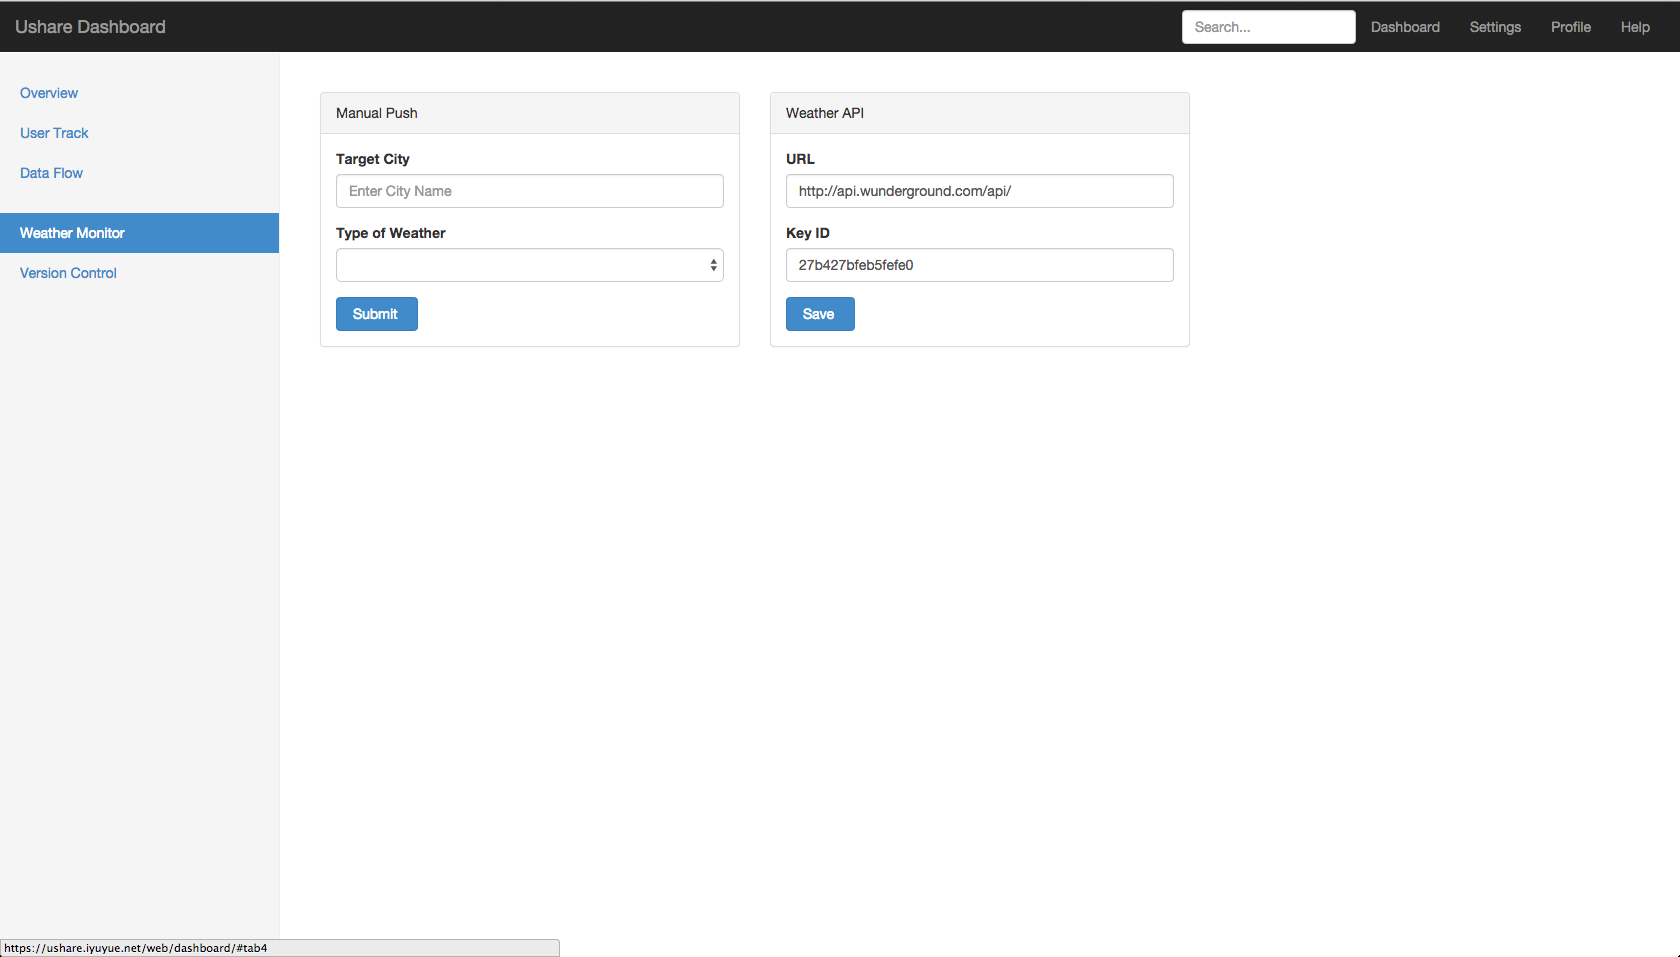 Ushare Dashboard
Search...
Dashboard
Settings
Profile
Help
Overview
User Track
Data Flow
Weather Monitor
Version Control
Manual Push
Target City
Enter City Name
Type of Weather
Submit
Weather API
URL
http://api.wunderground.com/api/
Key ID
27b427bfeb5fefe0
Save
https://ushare.iyuyue.net/web/dashboard/#tab4